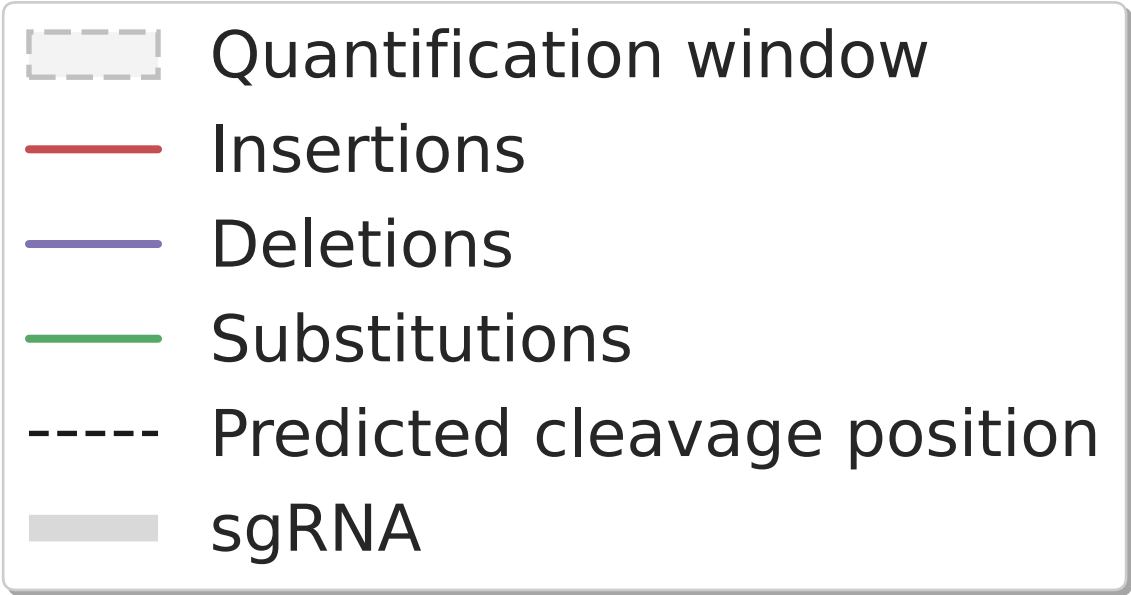 Quantification window
Insertions
Deletions
Substitutions
Predicted cleavage position
sgRNA